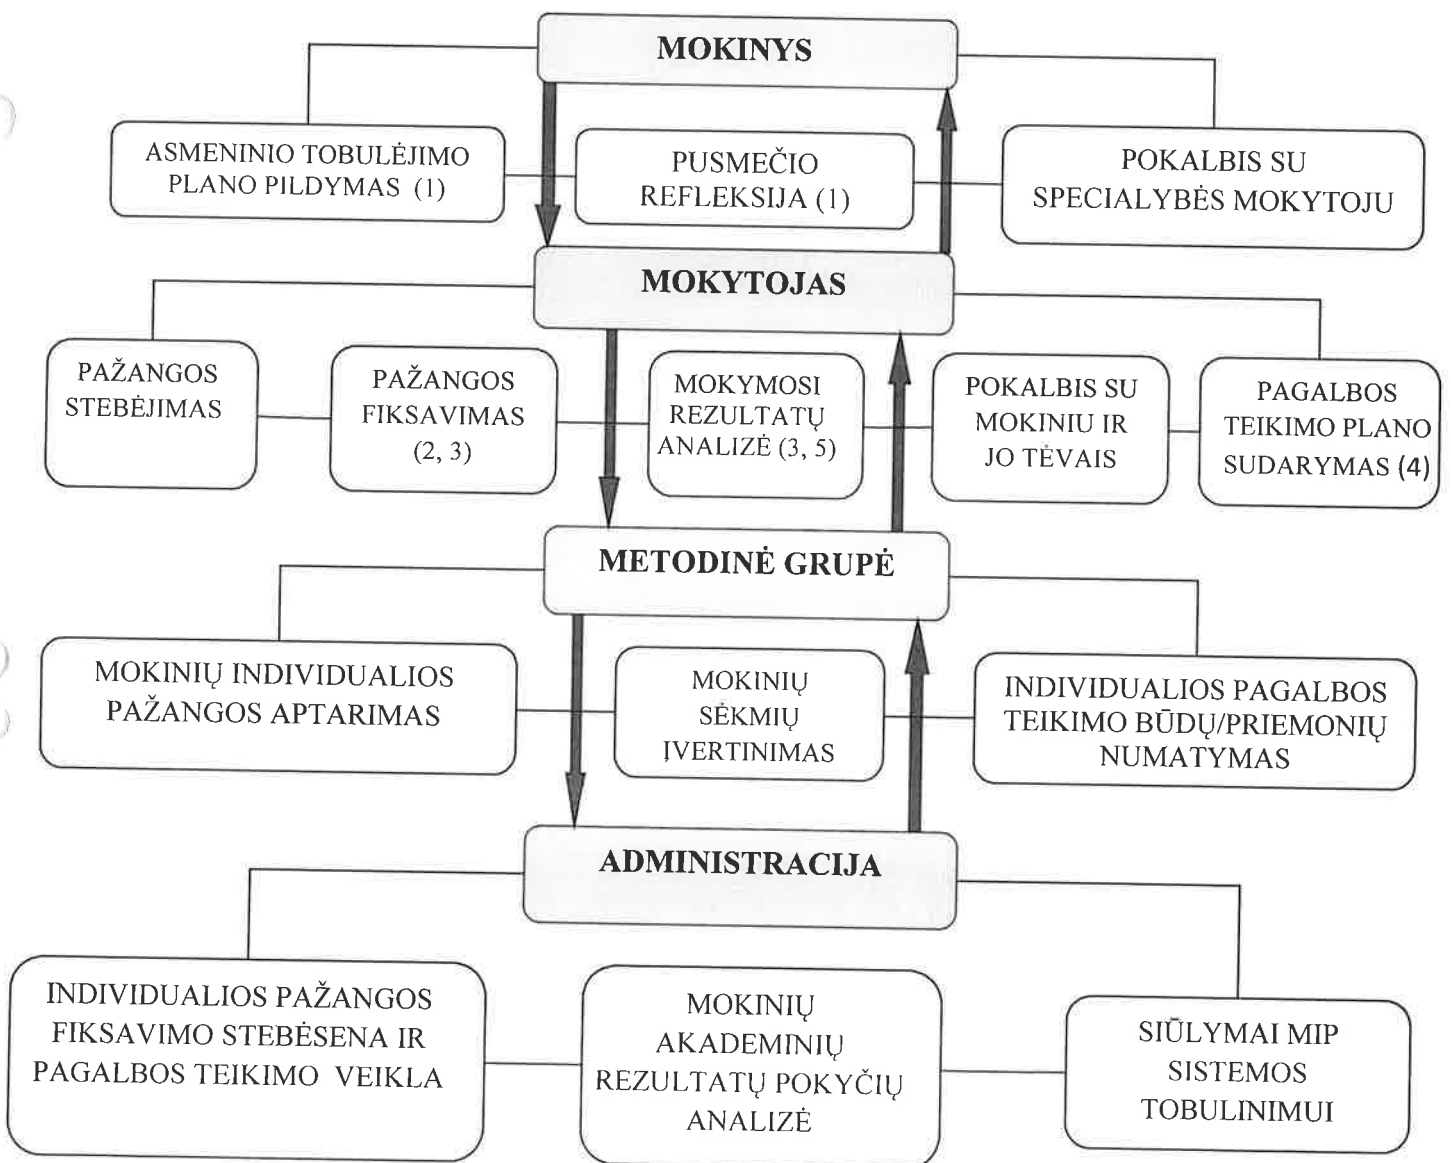 MOKINYS
ASMENINIO TOBULĖJIMO
PLANO PILDYMAS (1)
PUSMEČIO
REFLEKSIJA (1)
POKALBIS SU
SPECIALYBĖS MOKYTOJU
MOKYTOJAS
PAŽANGOS
STEBĖJIMAS
PAŽANGOS
FIKSAVIMAS
(2, 3)
MOKYMOSI
REZULTATŲ
ANALIZĖ (3, 5)
POKALBIS SU
MOKINIU IR
JO TĖVAIS
PAGALBOS
TEIKIMO PLANO
SUDARYMAS (4)
METODINĖ GRUPĖ
MOKINIŲ INDIVIDUALIOS
PAŽANGOS APTARIMAS
MOKINIŲ
SĖKMIŲ
ĮVERTINIMAS
INDIVIDUALIOS PAGALBOS
TEIKIMO BŪDŲ/PRIEMONIŲ
NUMATYMAS
ADMINISTRACIJA
INDIVIDUALIOS PAŽANGOS
FIKSAVIMO STEBĖSENA IR
PAGALBOS TEIKIMO VEIKLA
MOKINIŲ
AKADEMINIŲ
REZULTATŲ POKYČIŲ
ANALIZĖ
SIŪLYMAI MIP
SISTEMOS
TOBULINIMUI